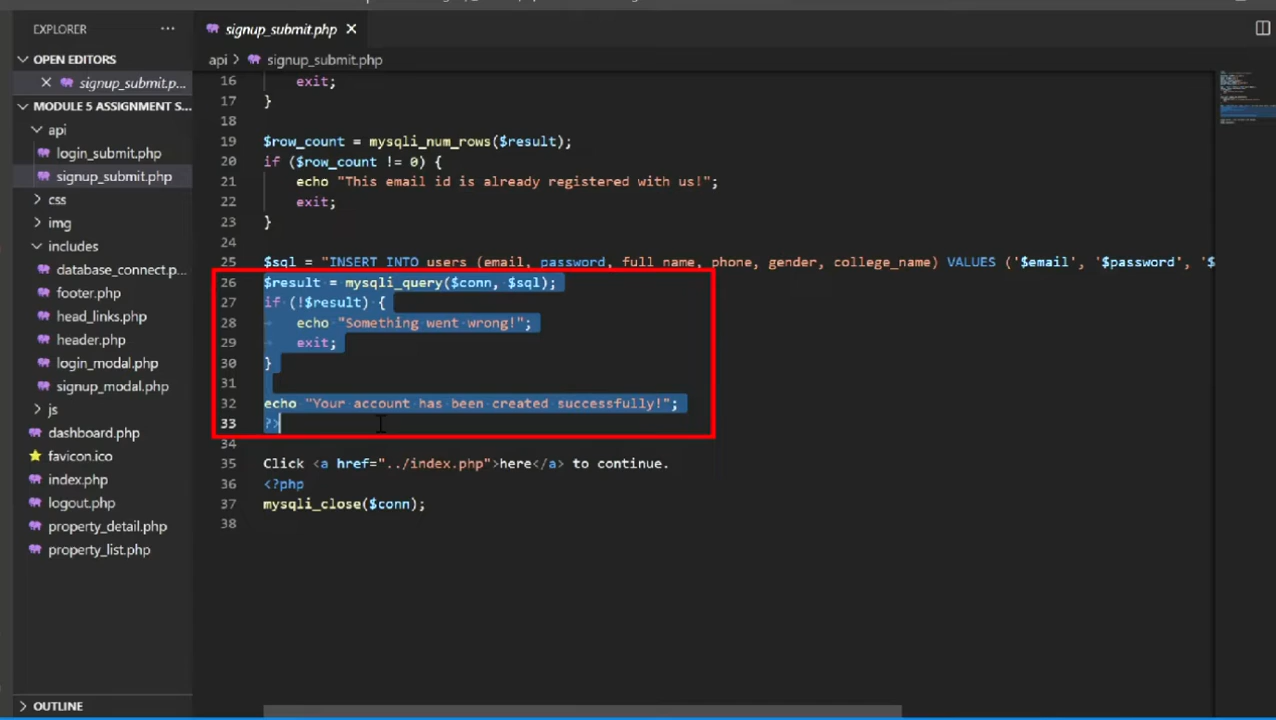 EXPLORER ...
OPEN EDITORS
signup_submit.p...
MODULE 5 ASSIGNMENT S...
api
login_submit.php
signup_submit.php
css
img
includes
database_connect.p...
footer.php
head_links.php
header.php
login_modal.php
signup_modal.php
js
dashboard.php
favicon.ico
index.php
logout.php
property_detail.php
property_list.php
OUTLINE
signup_submit.php
api > signup_submit.php
16 exit;
17 }
18
19 $row_count = mysqli_num_rows($result);
20 if ($row_count != 0) {
21 echo "This email id is already registered with us!";
22 exit;
23 }
24
25 $sql = "INSERT INTO users (email, password, full_name, phone, gender, college_name) VALUES ('$email', '$password', '$
26 $result = mysqli_query($conn, $sql);
27 if (!$result) {
28 echo "Something went wrong!";
29 exit;
30 }
31
32 echo "Your account has been created successfully!";
33 ?>
34
35 Click <a href="../index.php">here</a> to continue.
36 <?php
37 mysqli_close($conn);
38